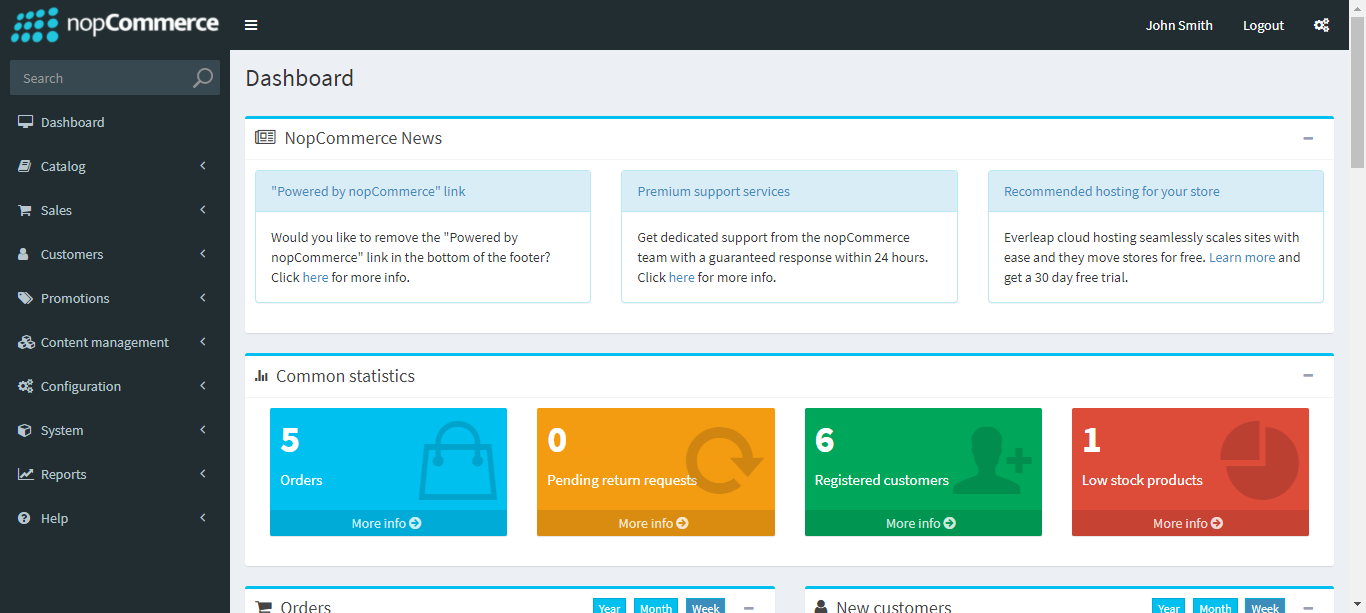 nopCommerce
John Smith
Logout
Search
Dashboard
Catalog
Sales
Customers
Promotions
Content management
Configuration
System
Reports
Help
Dashboard
NopCommerce News
"Powered by nopCommerce" link
Would you like to remove the "Powered by
nopCommerce" link in the bottom of the footer?
Click here for more info.
Premium support services
Get dedicated support from the nopCommerce
team with a guaranteed response within 24 hours.
Click here for more info.
Recommended hosting for your store
Everleap cloud hosting seamlessly scales sites with
ease and they move stores for free. Learn more and
get a 30 day free trial.
Common statistics
5
Orders
More info
0
Pending return requests
More info
6
Registered customers
More info
1
Low stock products
More info
Orders
Year
Month
Week
New customers
Year
Month
Week